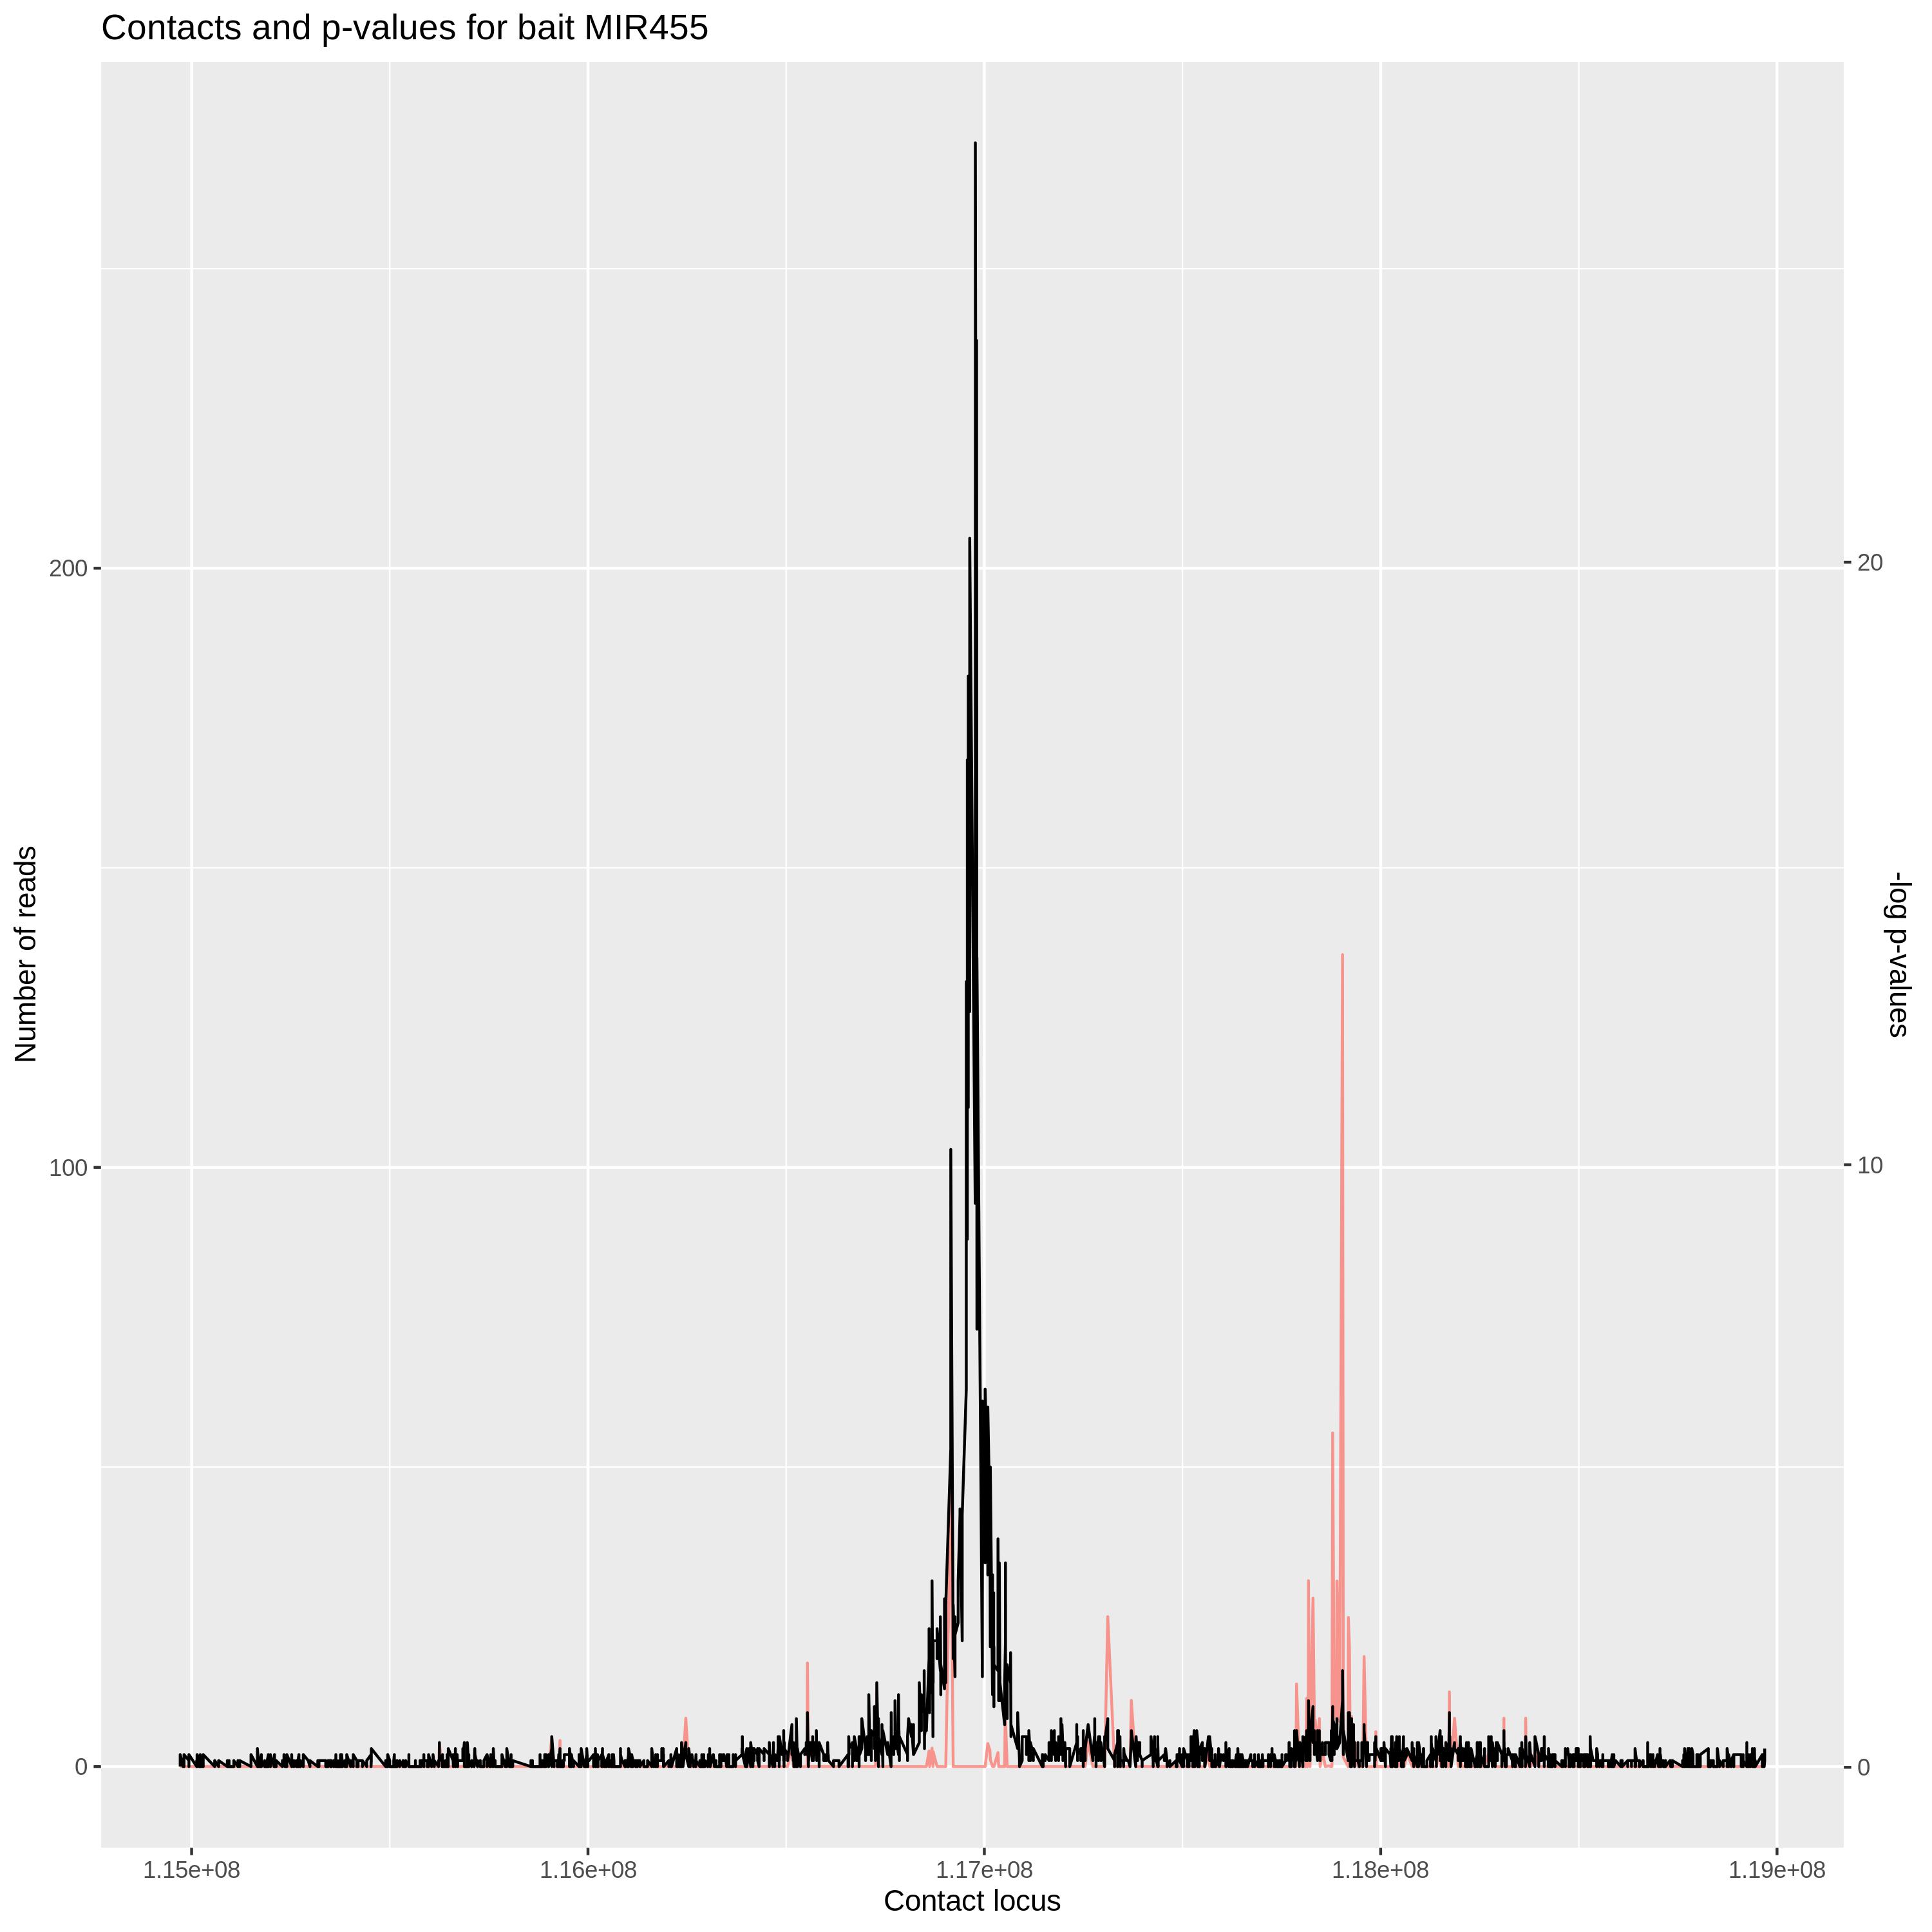 Contacts and p-values for bait MIR455
200
100
0
Number of reads
20
10
0
-log p-values
1.15e+08
1.16e+08
1.17e+08
1.18e+08
1.19e+08
Contact locus